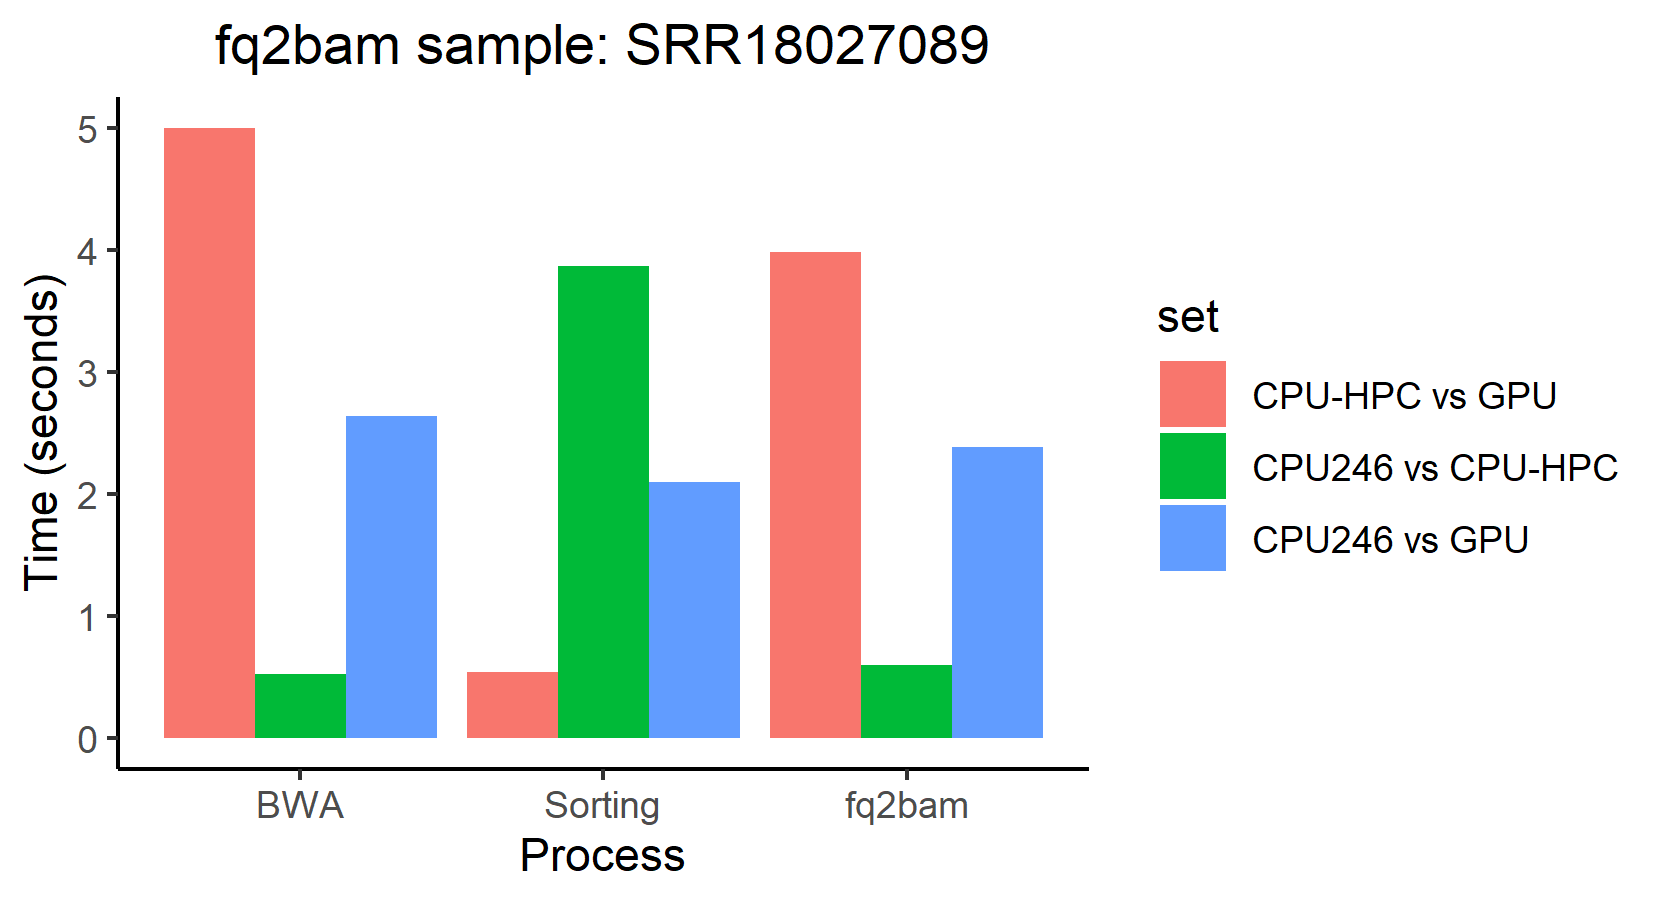 fq2bam sample: SRR18027089
Time (seconds)
5
4
3
2
1
0
BWA
Sorting
fq2bam
Process
set
CPU-HPC vs GPU
CPU246 vs CPU-HPC
CPU246 vs GPU